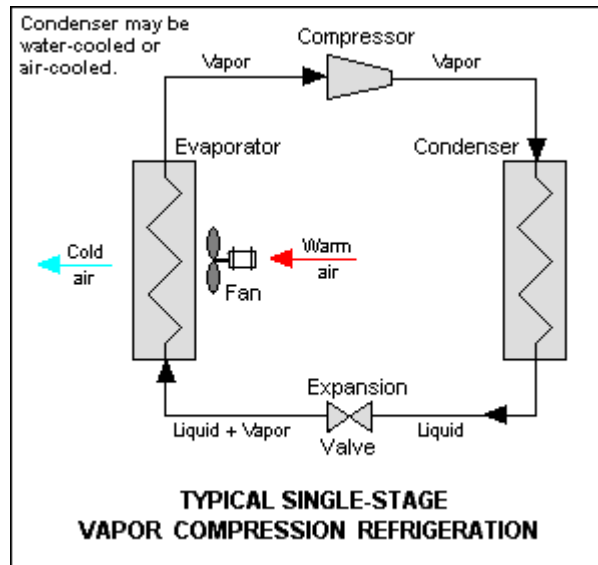 Condenser may be
water-cooled or
air-cooled.
Compressor
Vapor
Vapor
Evaporator
Condenser
Cold
air
Warm
air
Fan
Expansion
Valve
Liquid + Vapor
Liquid
TYPICAL SINGLE-STAGE
VAPOR COMPRESSION REFRIGERATION